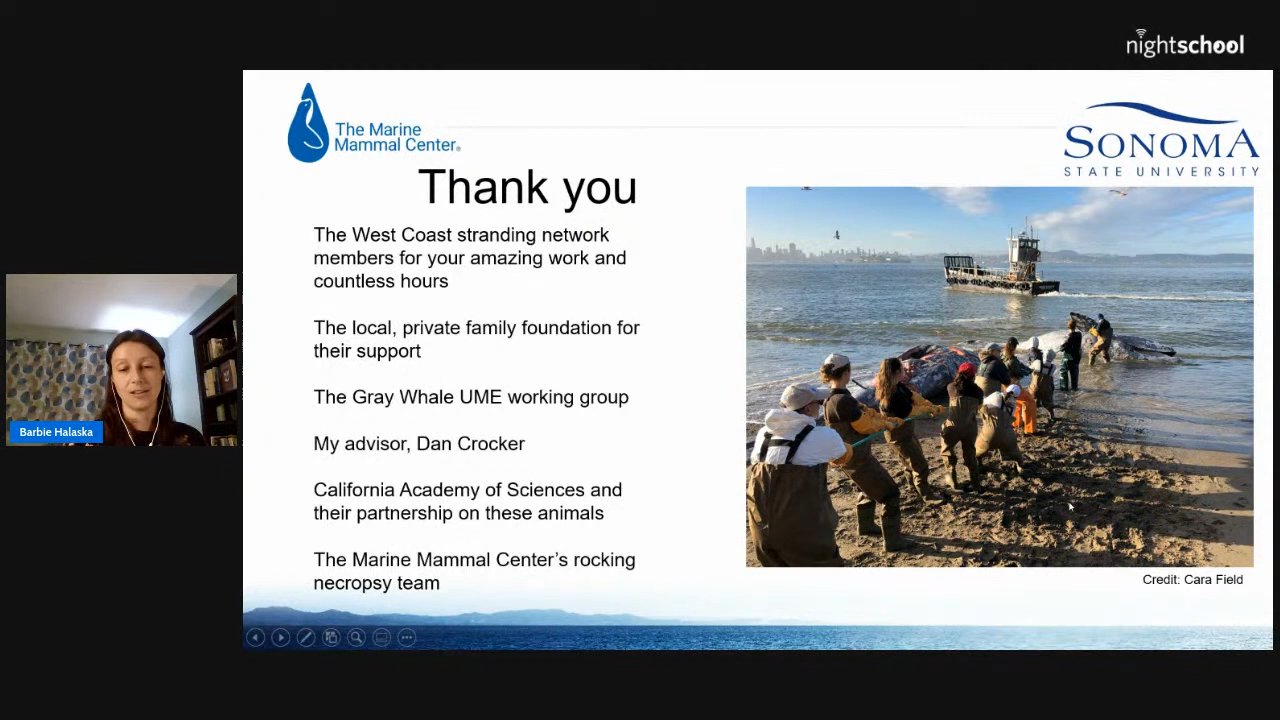 nightschool
The Marine
Mammal Center
SONOMA
STATE UNIVERSITY
Thank you
The West Coast stranding network
members for your amazing work and
countless hours
The local, private family foundation for
their support
The Gray Whale UME working group
My advisor, Dan Crocker
California Academy of Sciences and
their partnership on these animals
The Marine Mammal Center’s rocking
necropsy team
Credit: Cara Field
Barbie Halaska